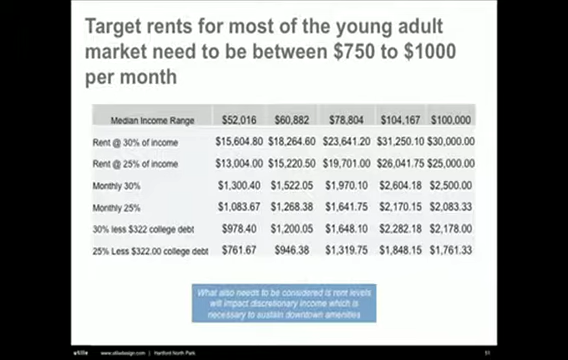 Target rents for most of the young adult
market need to be between $750 to $1000
per month
Median Income Range $52,016 $60,882 $78,804 $104,167 $100,000
Rent @ 30% of income $15,604.80 $18,264.60 $23,641.20 $31,250.10 $30,000.00
Rent @ 25% of income $13,004.00 $15,220.50 $19,701.00 $26,041.75 $25,000.00
Monthly 30% $1,300.40 $1,522.05 $1,970.10 $2,604.18 $2,500.00
Monthly 25% $1,083.67 $1,268.38 $1,641.75 $2,170.15 $2,083.33
30% less $322 college debt $978.40 $1,200.05 $1,648.10 $2,282.18 $2,178.00
25% Less $322.00 college debt $761.67 $946.38 $1,319.75 $1,848.15 $1,761.33
What also needs to be considered is rent levels
will impact discretionary income which is
necessary to sustain downtown amenities
| Hartford North Park